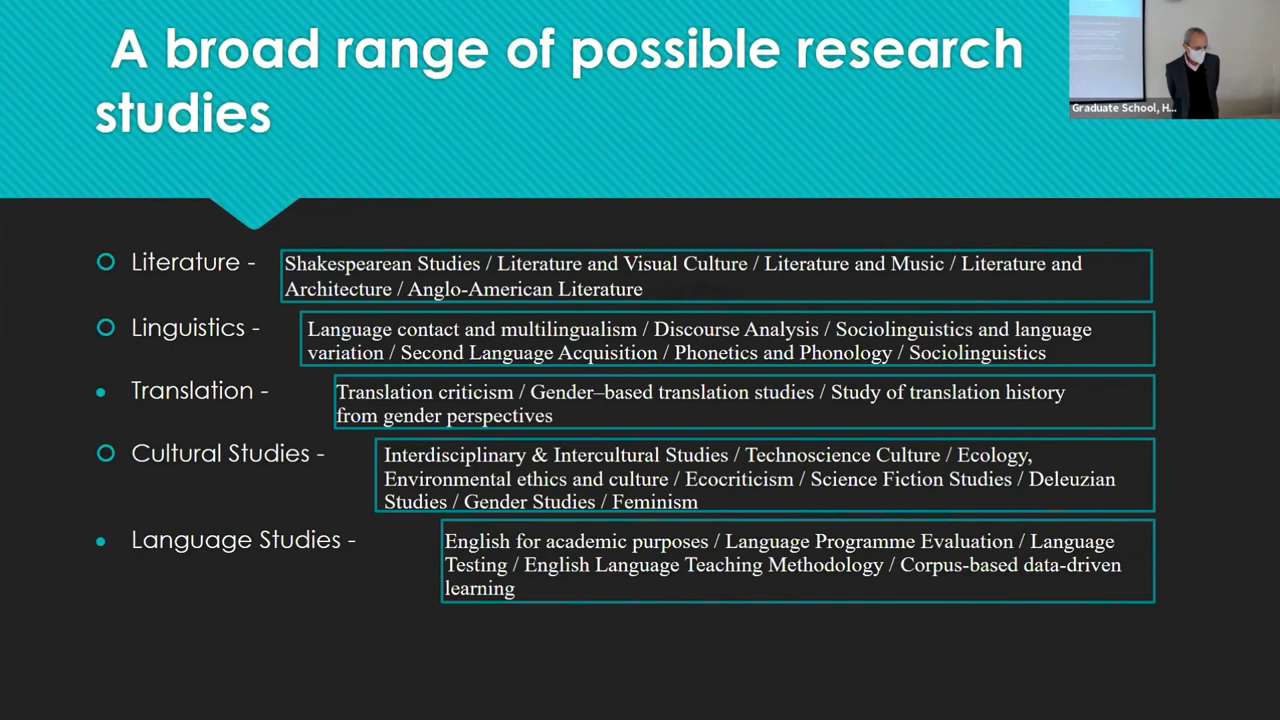 A broad range of possible research
studies
Graduate School, H...
Literature -
Shakespearean Studies / Literature and Visual Culture / Literature and Music / Literature and
Architecture / Anglo-American Literature
Linguistics -
Language contact and multilingualism / Discourse Analysis / Sociolinguistics and language
variation / Second Language Acquisition / Phonetics and Phonology / Sociolinguistics
Translation -
Translation criticism / Gender–based translation studies / Study of translation history
from gender perspectives
Cultural Studies -
Interdisciplinary & Intercultural Studies / Technoscience Culture / Ecology,
Environmental ethics and culture / Ecocriticism / Science Fiction Studies / Deleuzian
Studies / Gender Studies / Feminism
Language Studies -
English for academic purposes / Language Programme Evaluation / Language
Testing / English Language Teaching Methodology / Corpus-based data-driven
learning